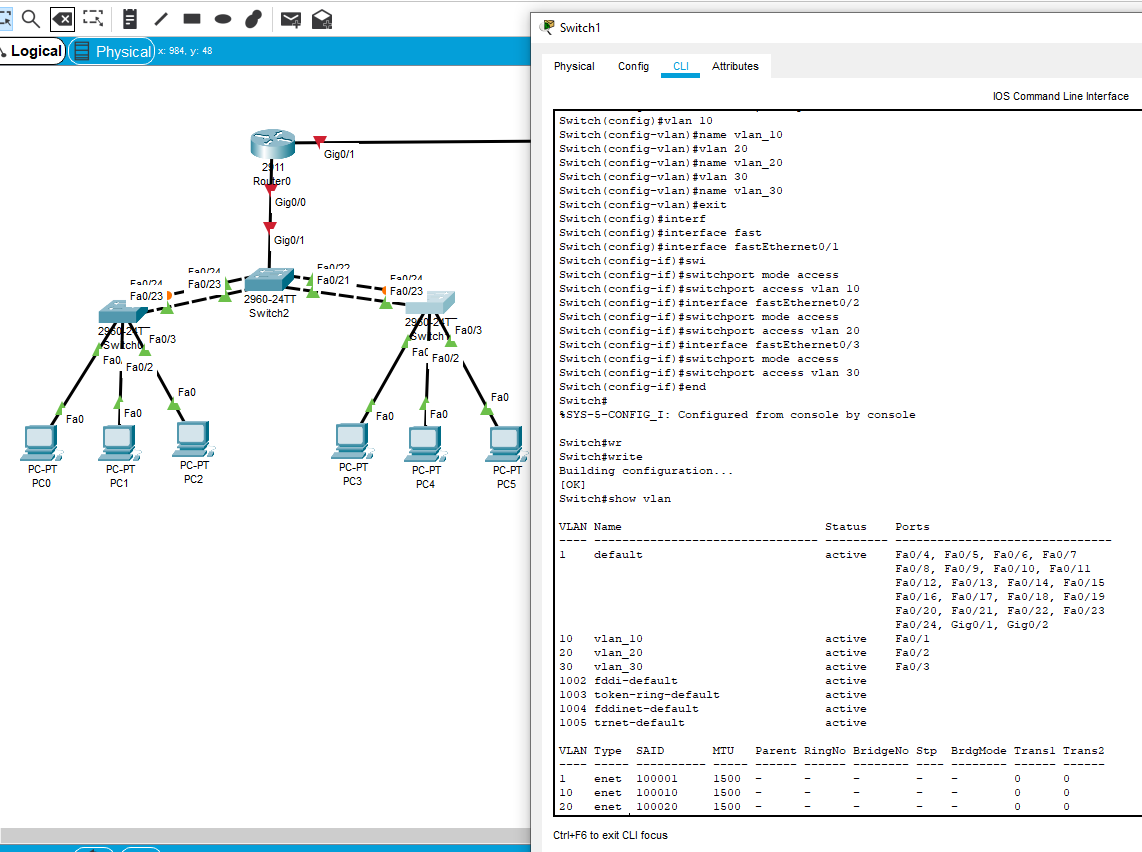 Logical
Physical
x: 984, y: 48
Gig0/1
2911
Router0
Gig0/0
Gig0/1
Fa0/24
Fa0/24
Fa0/23
Fa0/23
Fa0/22
Fa0/21
Fa0/24
Fa0/23
2960-24TT
Switch2
2960-24TT
Switch0
Fa0/3
Fa0/2
2960-24TT
Fa0/3
Fa0/2
Fa0
Fa0
Fa0
Fa0
Fa0
Fa0
PC-PT
PC0
PC-PT
PC1
PC-PT
PC2
PC-PT
PC3
PC-PT
PC4
PC-PT
PC5
Switch1
Physical
Config
CLI
Attributes
IOS Command Line Interface
Switch(config)#vlan 10
Switch(config-vlan)#name vlan_10
Switch(config-vlan)#vlan 20
Switch(config-vlan)#name vlan_20
Switch(config-vlan)#vlan 30
Switch(config-vlan)#name vlan_30
Switch(config-vlan)#exit
Switch(config)#interf
Switch(config)#interface fast
Switch(config)#interface fastEthernet0/1
Switch(config-if)#swi
Switch(config-if)#switchport mode access
Switch(config-if)#switchport access vlan 10
Switch(config-if)#interface fastEthernet0/2
Switch(config-if)#switchport mode access
Switch(config-if)#switchport access vlan 20
Switch(config-if)#interface fastEthernet0/3
Switch(config-if)#switchport mode access
Switch(config-if)#switchport access vlan 30
Switch(config-if)#end
Switch#
%SYS-5-CONFIG_I: Configured from console by console
Switch#wr
Switch#write
Building configuration...
[OK]
Switch#show vlan
VLAN Name Status Ports
---- -------------------------------- --------- -------------------------------
1 default active Fa0/4, Fa0/5, Fa0/6, Fa0/7
Fa0/8, Fa0/9, Fa0/10, Fa0/11
Fa0/12, Fa0/13, Fa0/14, Fa0/15
Fa0/16, Fa0/17, Fa0/18, Fa0/19
Fa0/20, Fa0/21, Fa0/22, Fa0/23
Fa0/24, Gig0/1, Gig0/2
10 vlan_10 active Fa0/1
20 vlan_20 active Fa0/2
30 vlan_30 active Fa0/3
1002 fddi-default active
1003 token-ring-default active
1004 fddinet-default active
1005 trnet-default active
VLAN Type SAID MTU Parent RingNo BridgeNo Stp BrdgMode Trans1 Trans2
---- ----- ---------- ----- ------ ------ -------- ---- -------- ------ ------
1 enet 100001 1500 - - - - - 0 0
10 enet 100010 1500 - - - - - 0 0
20 enet 100020 1500 - - - - - 0 0
Ctrl+F6 to exit CLI focus